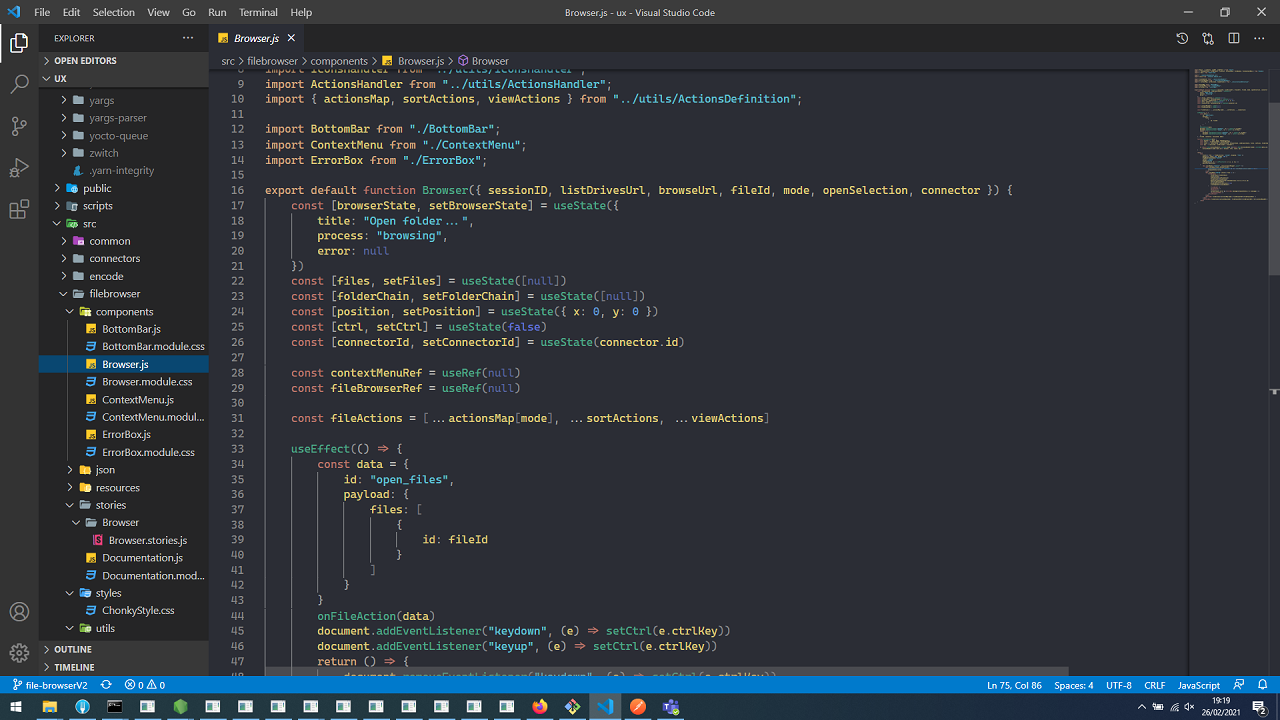 File Edit Selection View Go Run Terminal Help
Browser.js - ux - Visual Studio Code
EXPLORER
OPEN EDITORS
UX
yargs
yargs-parser
yocto-queue
zwitch
.yarn-integrity
public
scripts
src
common
connectors
encode
filebrowser
components
BottomBar.js
BottomBar.module.css
Browser.js
Browser.module.css
ContextMenu.js
ContextMenu.modul...
ErrorBox.js
ErrorBox.module.css
json
resources
stories
Browser
Browser.stories.js
Documentation.js
Documentation.mod...
styles
ChonkyStyle.css
utils
OUTLINE
TIMELINE
Browser.js
src > filebrowser > components > Browser.js > Browser
8 import IconsHandler from "../utils/IconsHandler";
9 import ActionsHandler from "../utils/ActionsHandler";
10 import { actionsMap, sortActions, viewActions } from "../utils/ActionsDefinition";
11
12 import BottomBar from "./BottomBar";
13 import ContextMenu from "./ContextMenu";
14 import ErrorBox from "./ErrorBox";
15
16 export default function Browser({ sessionID, listDrivesUrl, browseUrl, fileId, mode, openSelection, connector }) {
17 const [browserState, setBrowserState] = useState({
18 title: "Open folder...",
19 process: "browsing",
20 error: null
21 })
22 const [files, setFiles] = useState([null])
23 const [folderChain, setFolderChain] = useState([null])
24 const [position, setPosition] = useState({ x: 0, y: 0 })
25 const [ctrl, setCtrl] = useState(false)
26 const [connectorId, setConnectorId] = useState(connector.id)
27
28 const contextMenuRef = useRef(null)
29 const fileBrowserRef = useRef(null)
30
31 const fileActions = [...actionsMap[mode], ...sortActions, ...viewActions]
32
33 useEffect(() => {
34 const data = {
35 id: "open_files",
36 payload: {
37 files: [
38 {
39 id: fileId
40 }
41 ]
42 }
43 }
44 onFileAction(data)
45 document.addEventListener("keydown", (e) => setCtrl(e.ctrlKey))
46 document.addEventListener("keyup", (e) => setCtrl(e.ctrlKey))
47 return () => {
48 document.removeEventListener("keydown", (e) => setCtrl(e.ctrlKey))
file-browserV2 0 0
Ln 75, Col 86 Spaces: 4 UTF-8 CRLF JavaScript
19:19
26/02/2021
2